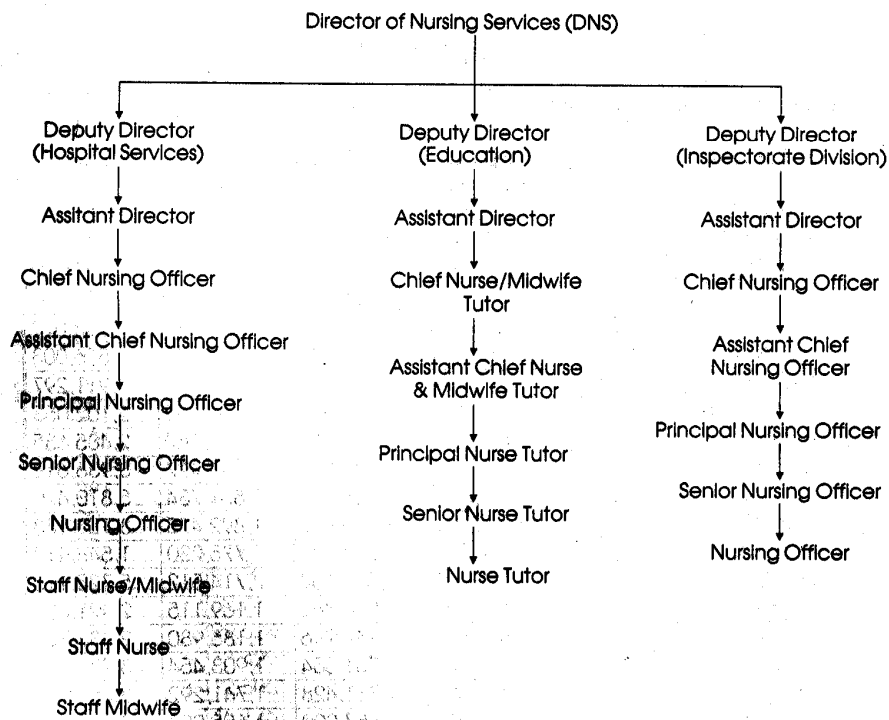 Director of Nursing Services (DNS)
Deputy Director
(Hospital Services)
Assitant Director
Chief Nursing Officer
Assistant Chief Nursing Officer
Principal Nursing Officer
Senior Nursing Officer
Nursing Officer
Staff Nurse/Midwife
Staff Nurse
Staff Midwife
Deputy Director
(Education)
Assistant Director
Chief Nurse/Midwife
Tutor
Assistant Chief Nurse
& Midwife Tutor
Principal Nurse Tutor
Senior Nurse Tutor
Nurse Tutor
Deputy Director
(Inspectorate Division)
Assistant Director
Chief Nursing Officer
Assistant Chief
Nursing Officer
Principal Nursing Officer
Senior Nursing Officer
Nursing Officer